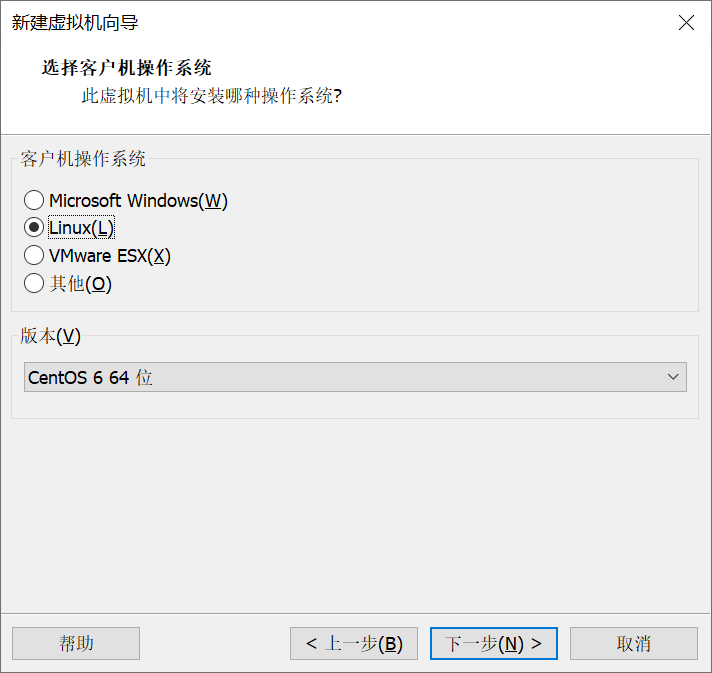 新建虚拟机向导
选择客户机操作系统
此虚拟机中将安装哪种操作系统?
客户机操作系统
Microsoft Windows(W)
Linux(L)
VMware ESX(X)
其他(O)
版本(V)
CentOS 6 64 位
帮助
< 上一步(B)
下一步(N) >
取消